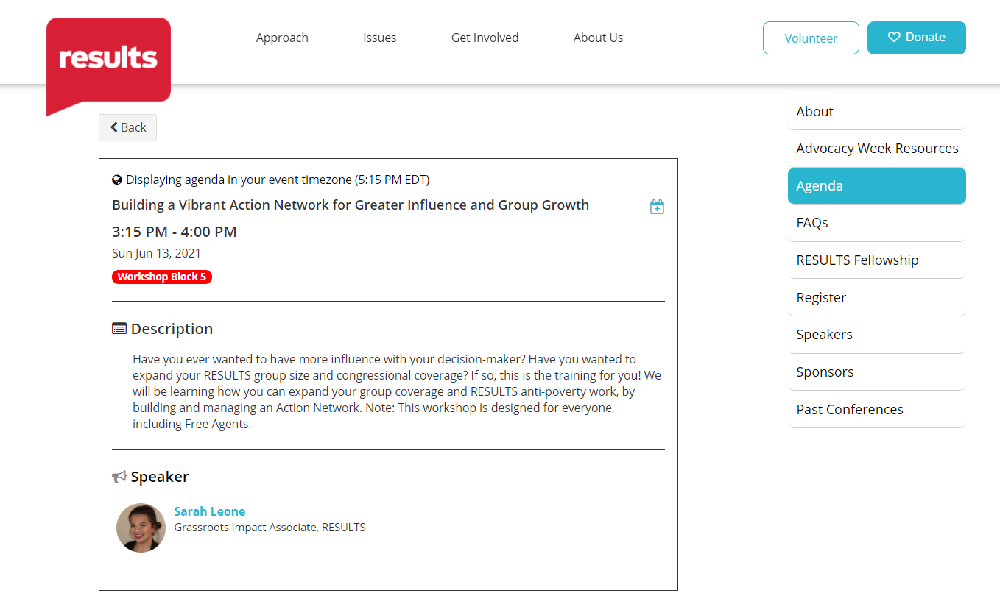 results
Approach
Issues
Get Involved
About Us
Volunteer
Donate
Back
Displaying agenda in your event timezone (5:15 PM EDT)
Building a Vibrant Action Network for Greater Influence and Group Growth
3:15 PM - 4:00 PM
Sun Jun 13, 2021
Workshop Block 5
Description
Have you ever wanted to have more influence with your decision-maker? Have you wanted to
expand your RESULTS group size and congressional coverage? If so, this is the training for you! We
will be learning how you can expand your group coverage and RESULTS anti-poverty work, by
building and managing an Action Network. Note: This workshop is designed for everyone,
including Free Agents.
Speaker
Sarah Leone
Grassroots Impact Associate, RESULTS
About
Advocacy Week Resources
Agenda
FAQs
RESULTS Fellowship
Register
Speakers
Sponsors
Past Conferences